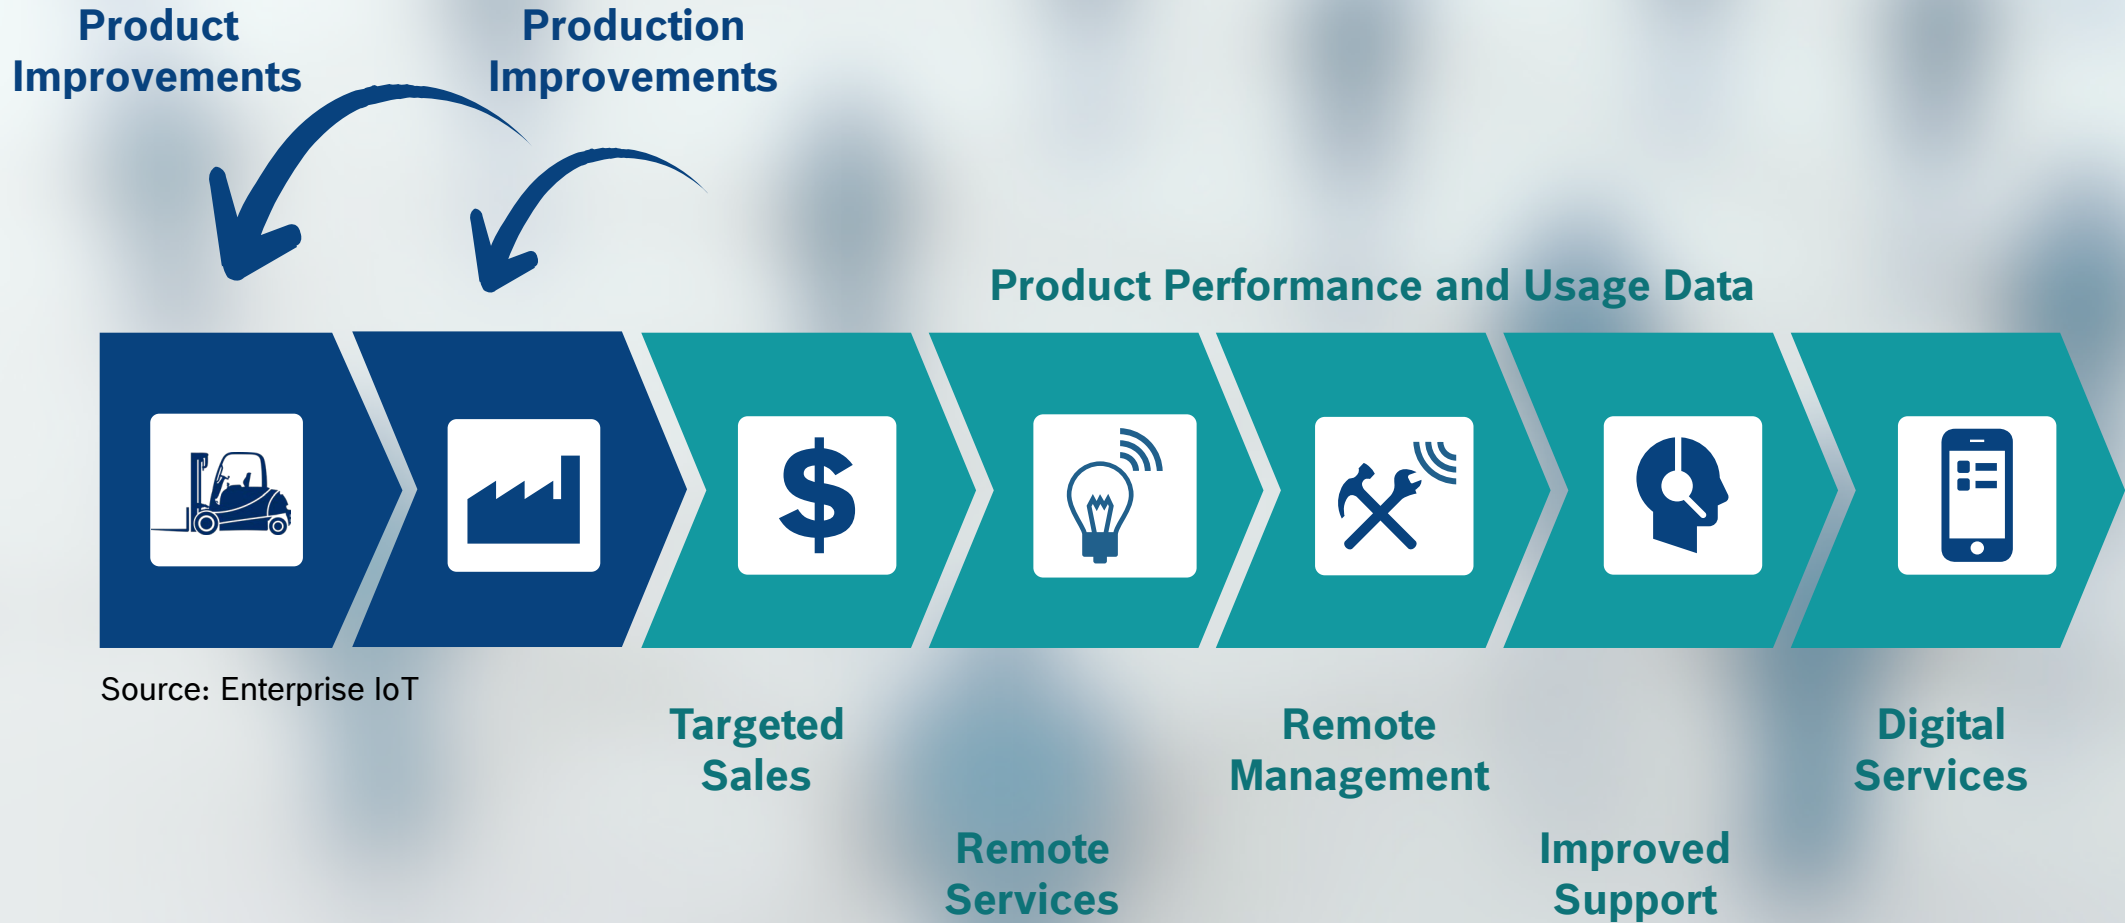 Product
Improvements
Production
Improvements
Product Performance and Usage Data
$
Source: Enterprise IoT
Targeted
Sales
Remote
Services
Remote
Management
Improved
Support
Digital
Services